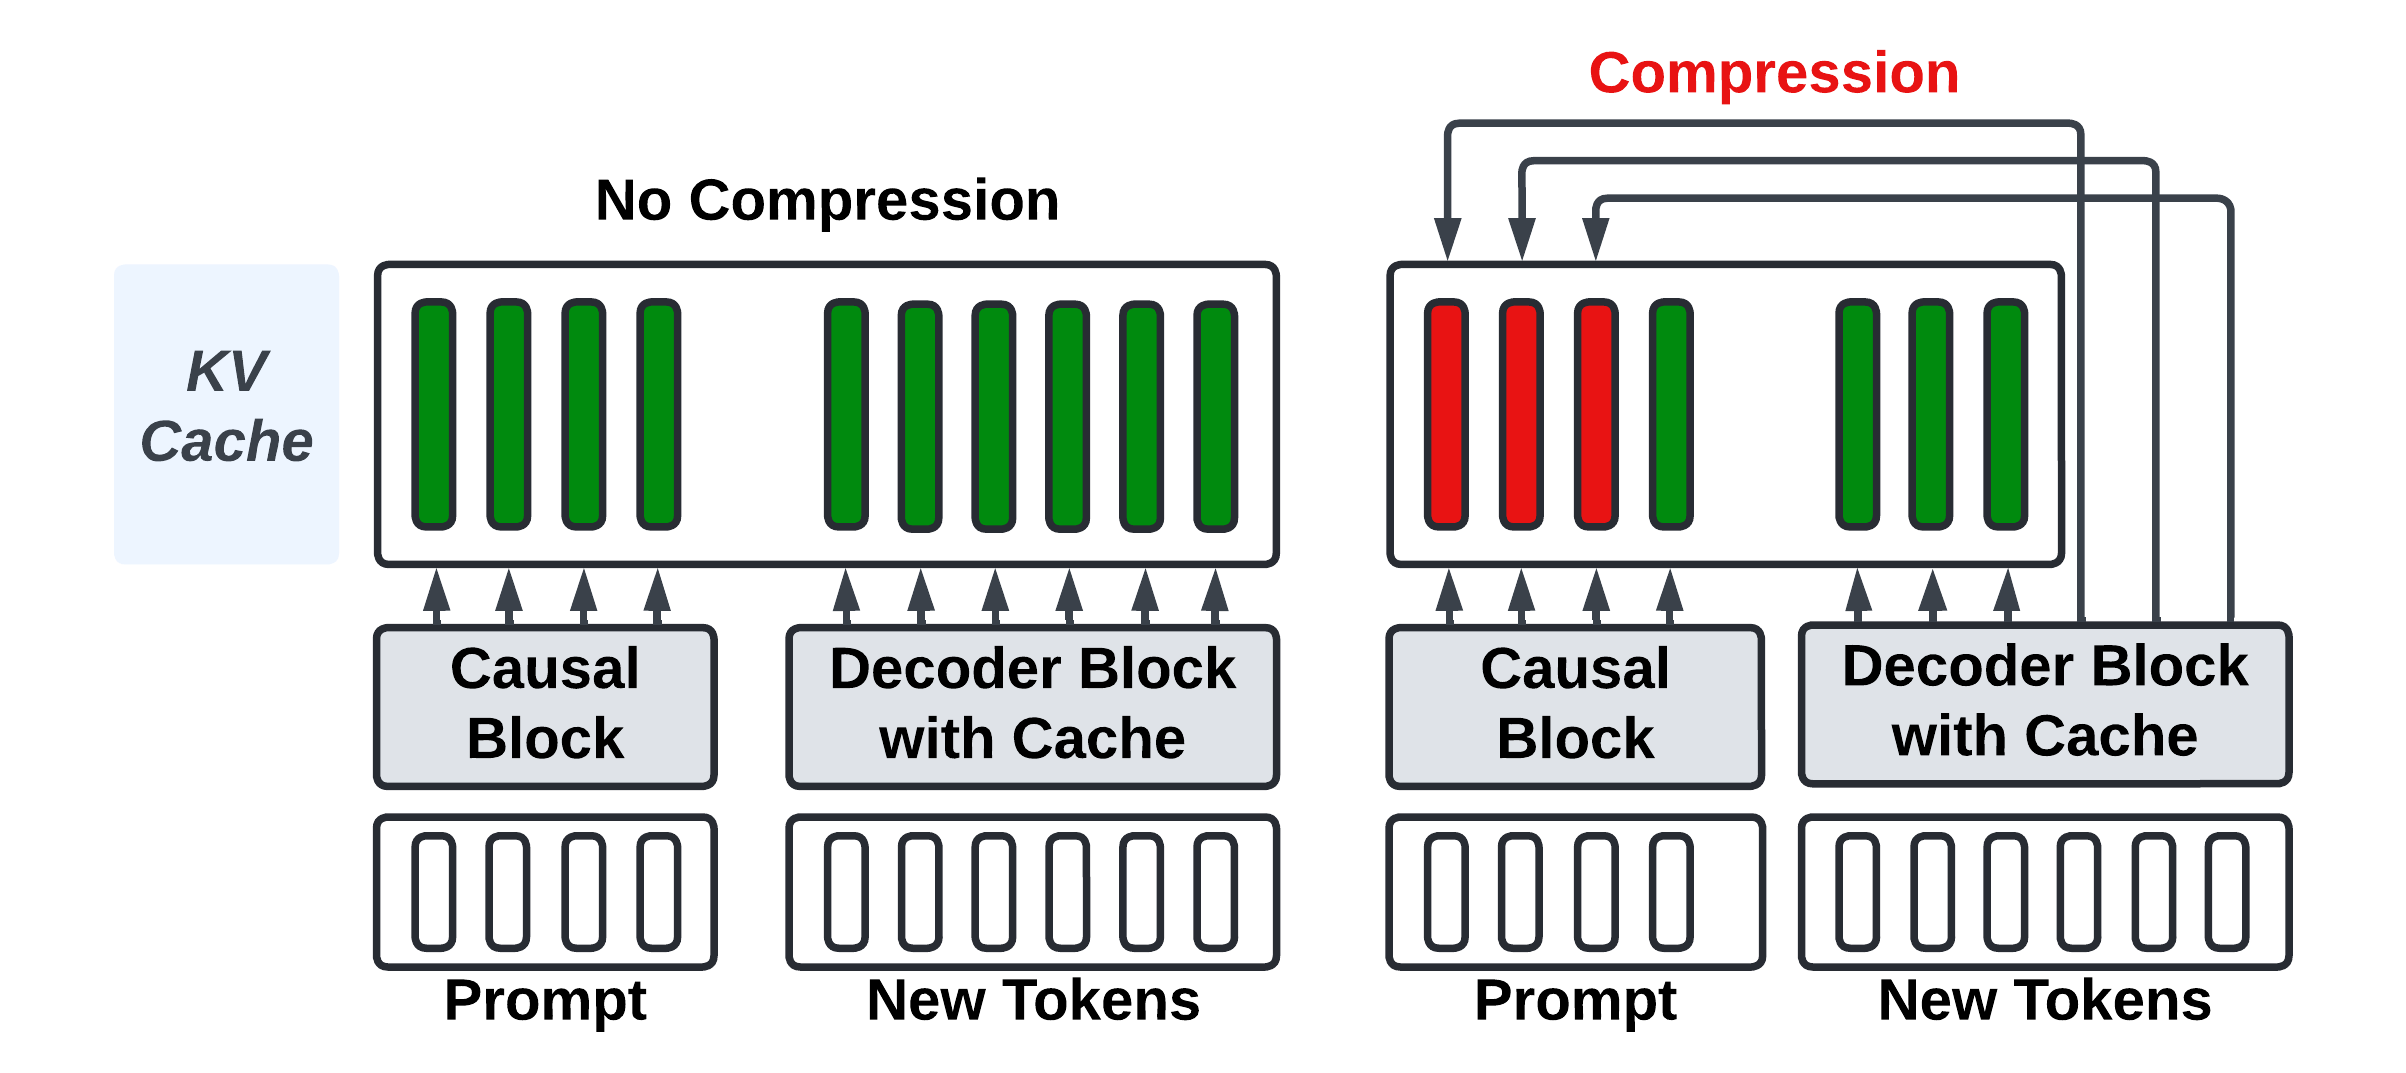 Compression
No Compression
KV
Cache
Causal
Block
Decoder Block
with Cache
Causal
Block
Decoder Block
with Cache
Prompt
New Tokens
Prompt
New Tokens